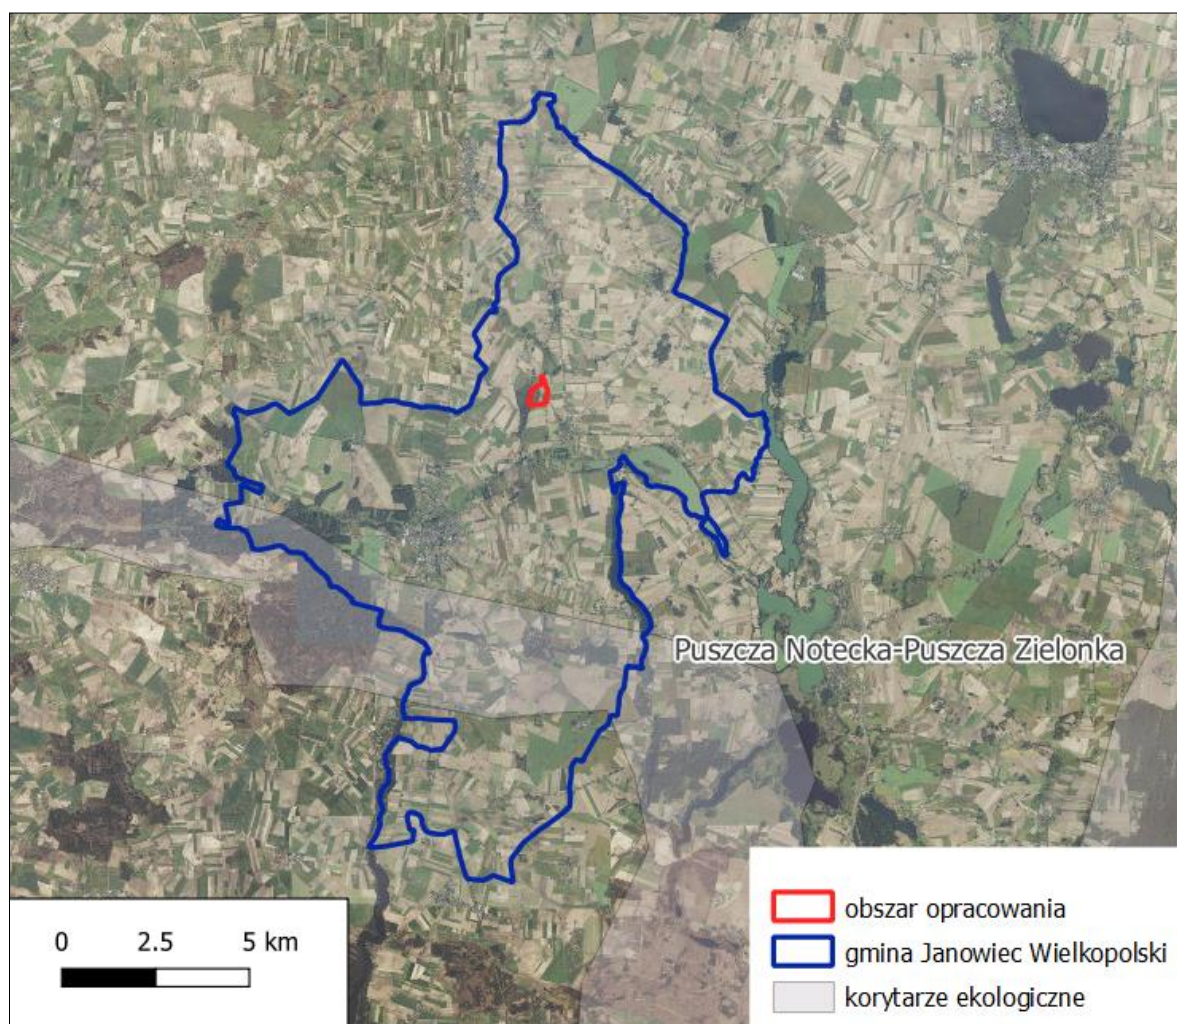 Puszcza Notecka-Puszcza Zielonka
0 2.5 5 km
obszar opracowania
gmina Janowiec Wielkopolski
korytarze ekologiczne